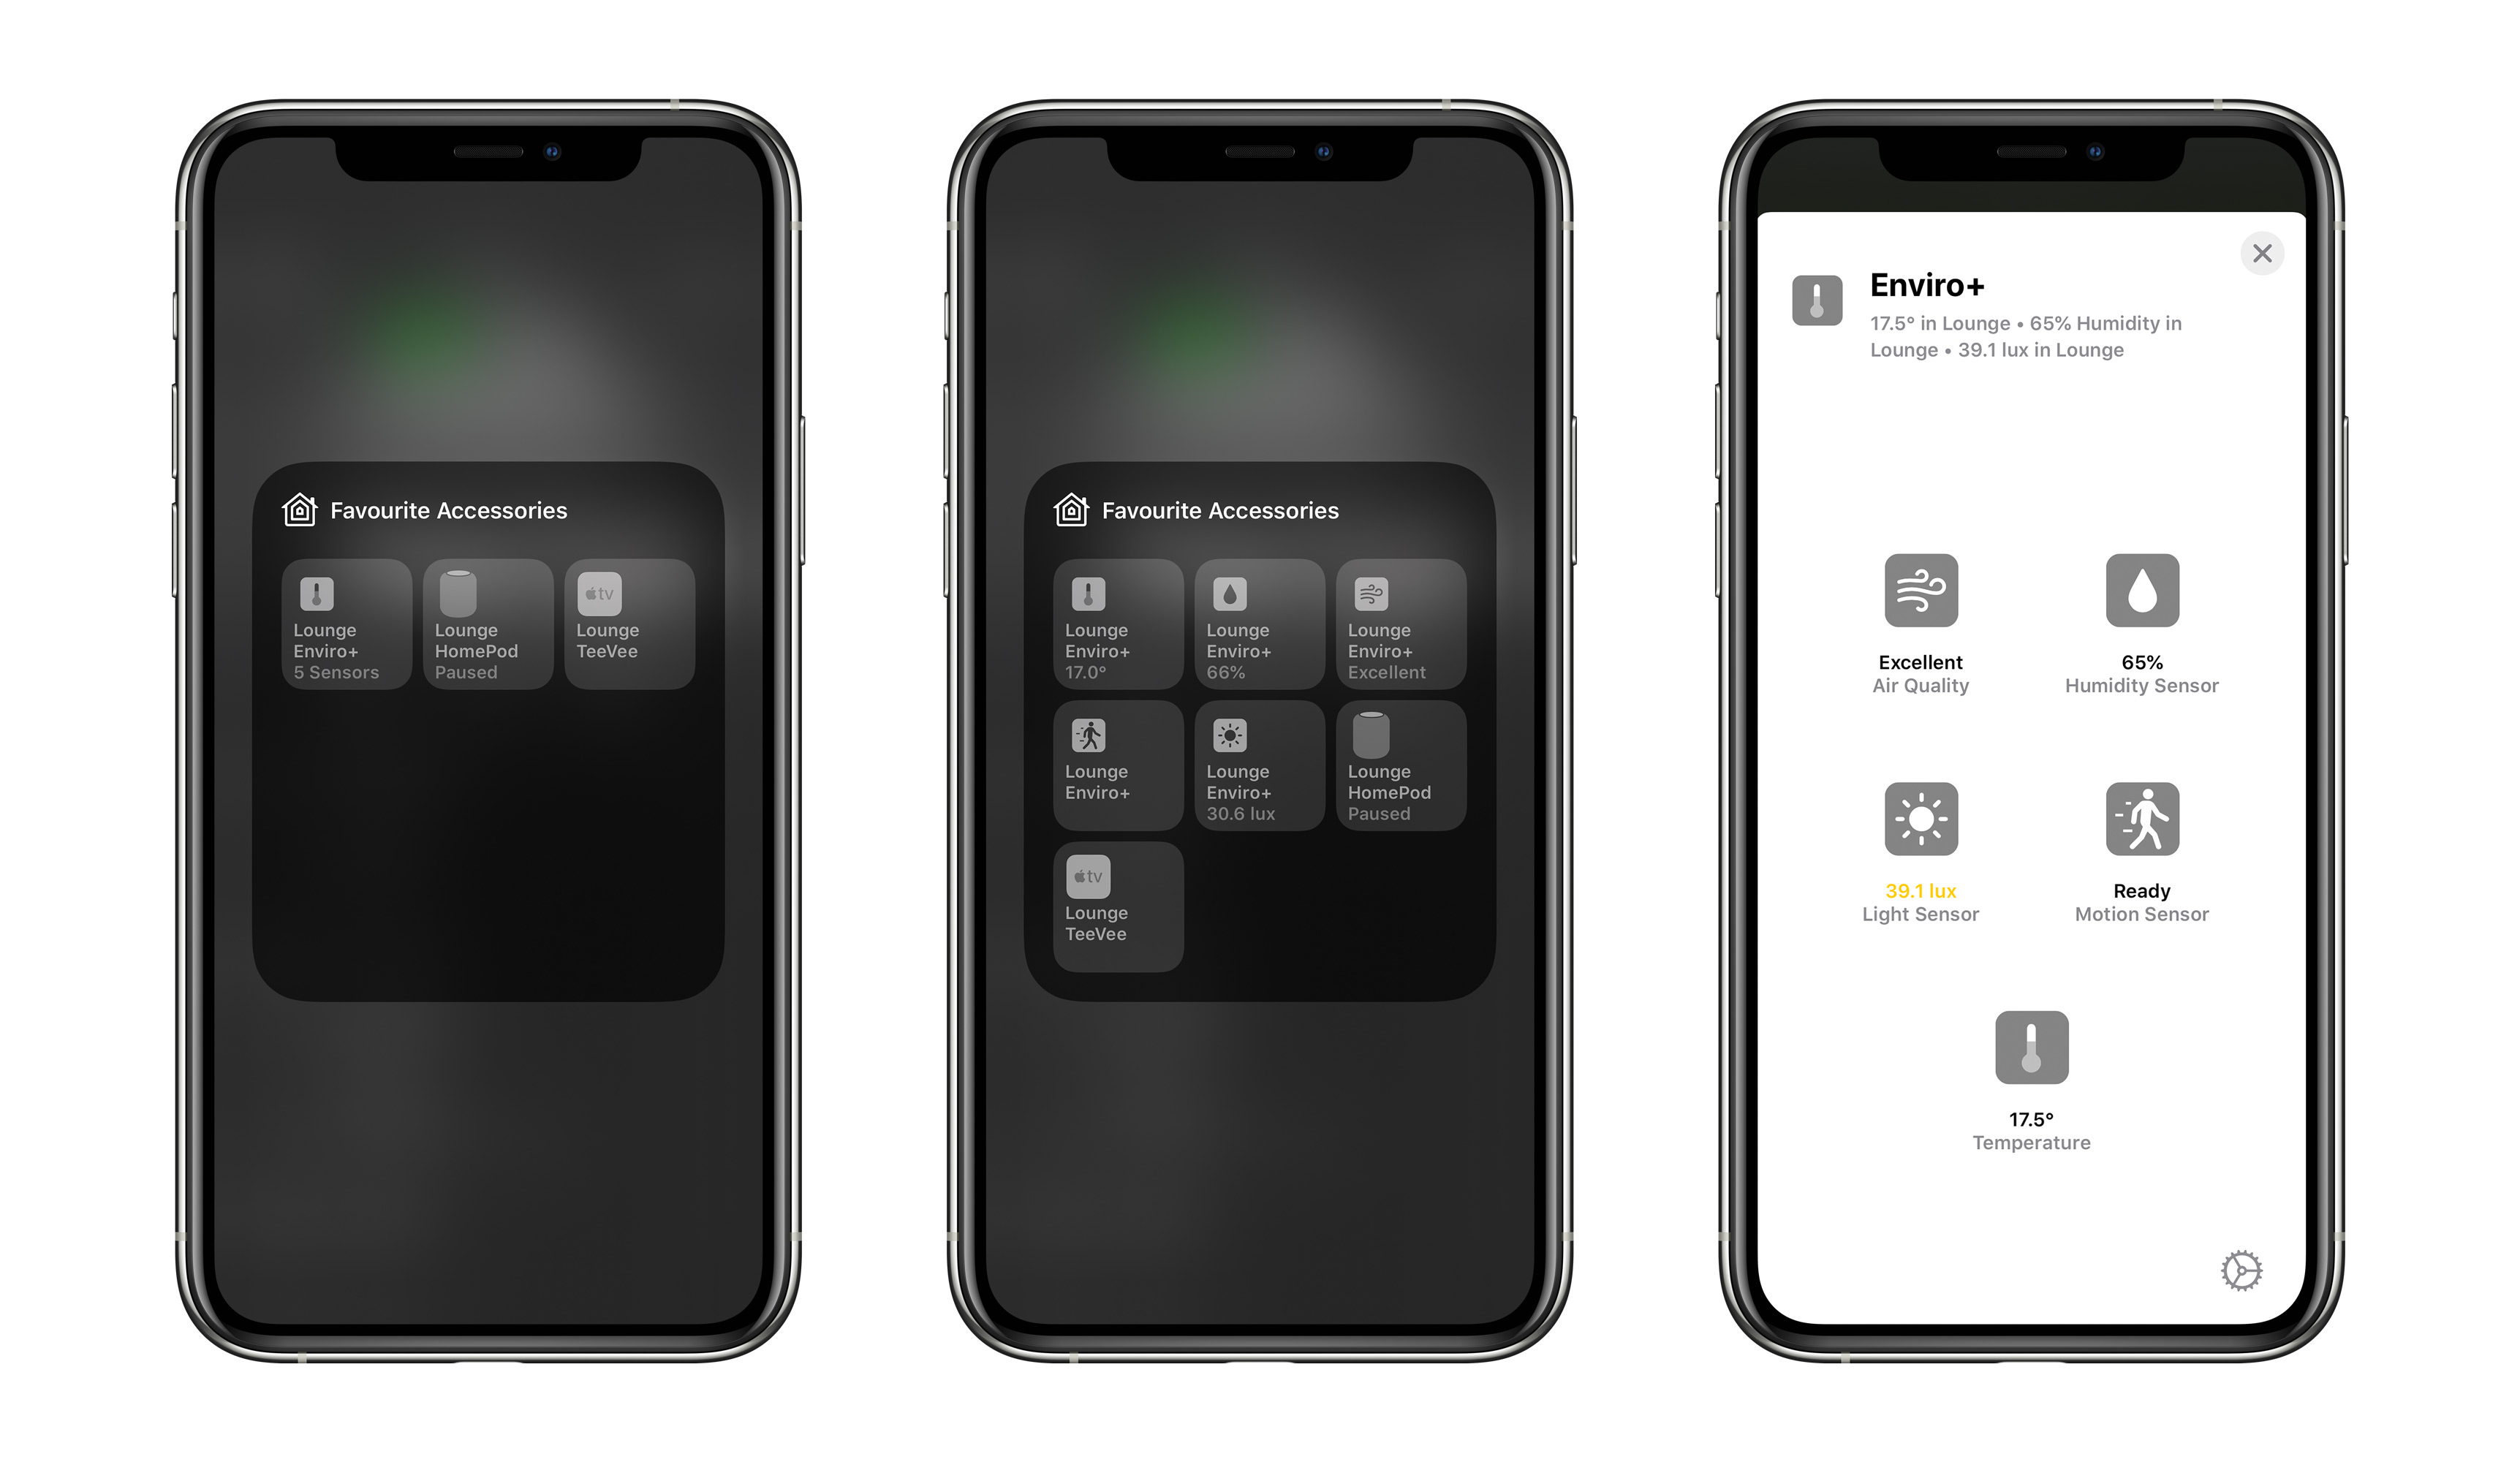 Favourite Accessories
Lounge
Enviro+
5 Sensors
Lounge
HomePod
Paused
tv
Lounge
TeeVee
Favourite Accessories
Lounge
Enviro+
17.0°
Lounge
Enviro+
66%
Lounge
Enviro+
Excellent
Lounge
Enviro+
Lounge
Enviro+
30.6 lux
Lounge
HomePod
Paused
tv
Lounge
TeeVee
Enviro+
17.5° in Lounge • 65% Humidity in
Lounge • 39.1 lux in Lounge
Excellent
Air Quality
65%
Humidity Sensor
39.1 lux
Light Sensor
Ready
Motion Sensor
17.5°
Temperature